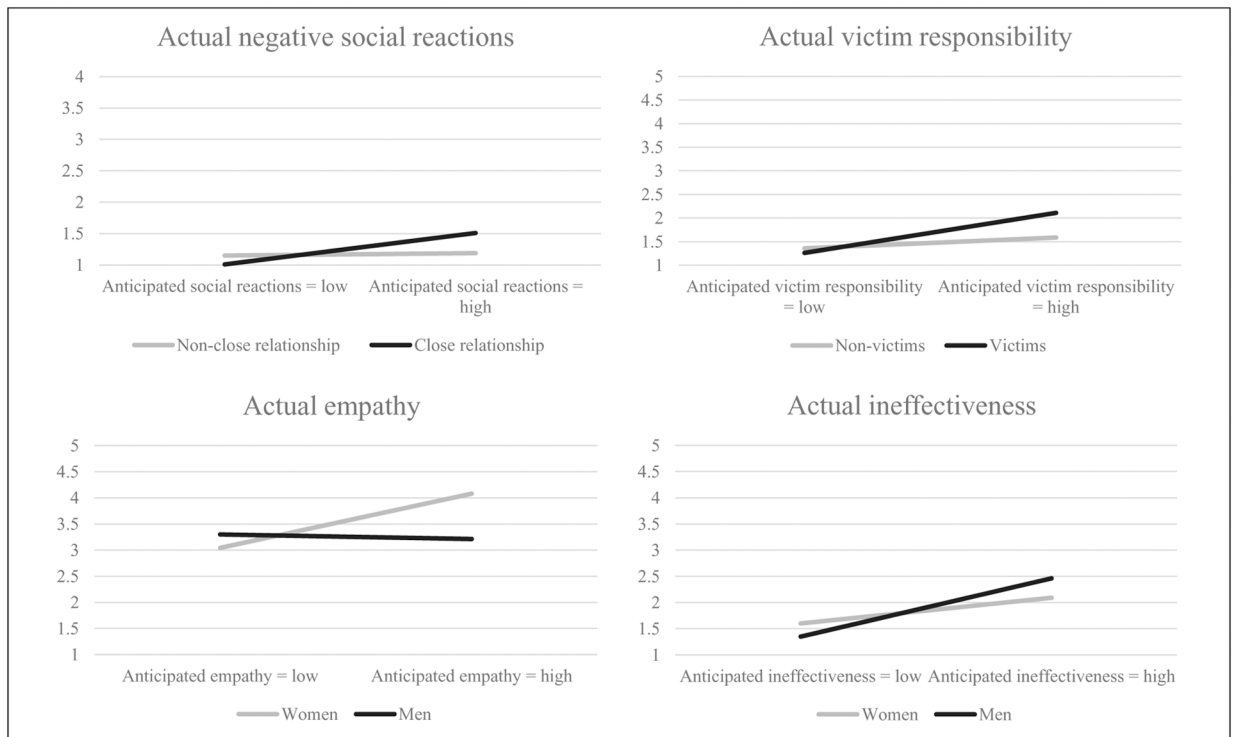 Actual negative social reactions
4
3.5
3
2.5
2
1.5
1
Anticipated social reactions = low
Anticipated social reactions =
high
Non-close relationship
Close relationship
Actual victim responsibility
5
4.5
4
3.5
3
2.5
2
1.5
1
Anticipated victim responsibility
= low
Anticipated victim responsibility
= high
Non-victims
Victims
Actual empathy
5
4.5
4
3.5
3
2.5
2
1.5
1
Anticipated empathy = low
Anticipated empathy = high
Women
Men
Actual ineffectiveness
5
4.5
4
3.5
3
2.5
2
1.5
1
Anticipated ineffectiveness = low
Anticipated ineffectiveness = high
Women
Men